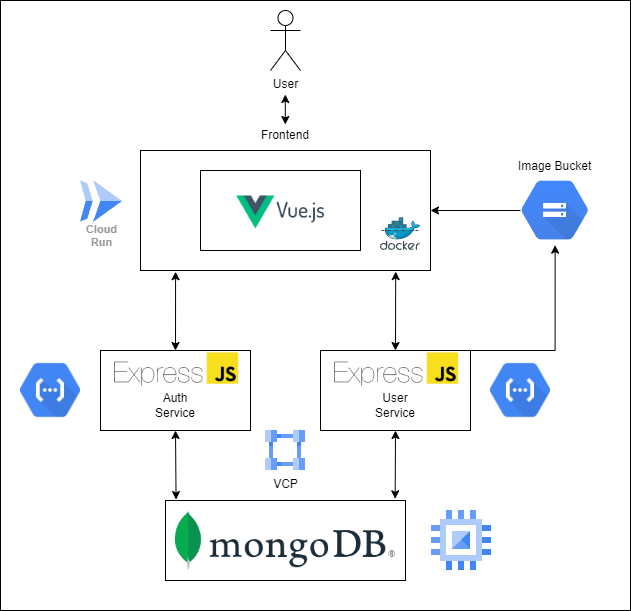 User
Frontend
Image Bucket
Vue.js
Cloud
Run
docker
Express JS
Auth
Service
Express JS
User
Service
VCP
mongoDB®